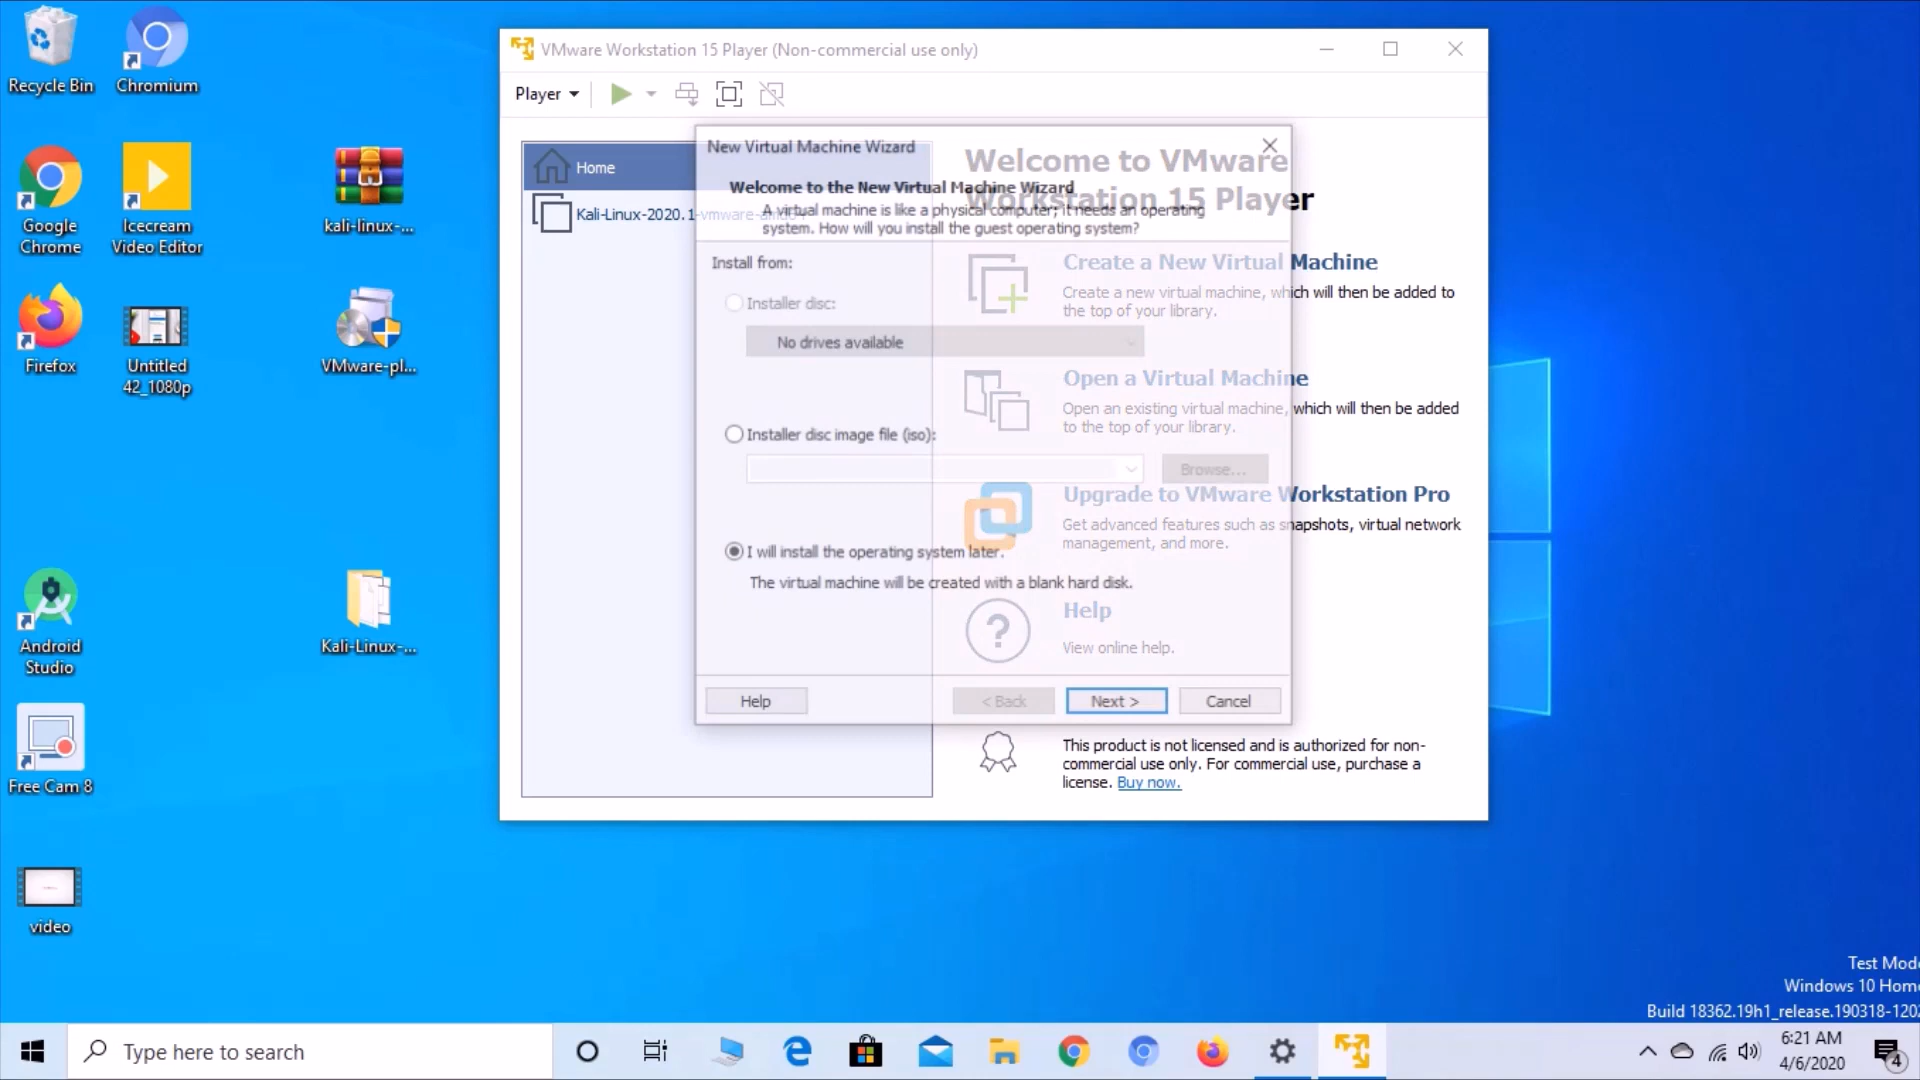 Recycle Bin
Chromium
Google
Chrome
Icecream
Video Editor
kali-linux-...
Firefox
Untitled
42_1080p
VMware-pl...
Android
Studio
Kali-Linux-...
Free Cam 8
video
VMware Workstation 15 Player (Non-commercial use only)
Player
Home
Kali-Linux-2020.1-vmware-amd64
New Virtual Machine Wizard
Welcome to the New Virtual Machine Wizard
A virtual machine is like a physical computer; it needs an operating
system. How will you install the guest operating system?
Install from:
Installer disc:
No drives available
Installer disc image file (iso):
Browse...
I will install the operating system later.
The virtual machine will be created with a blank hard disk.
Help
< Back
Next >
Cancel
Welcome to VMware
Workstation 15 Player
Create a New Virtual Machine
Create a new virtual machine, which will then be added to
the top of your library.
Open a Virtual Machine
Open an existing virtual machine, which will then be added
to the top of your library.
Upgrade to VMware Workstation Pro
Get advanced features such as snapshots, virtual network
management, and more.
Help
View online help.
This product is not licensed and is authorized for non-
commercial use only. For commercial use, purchase a
license. Buy now.
Test Mode
Windows 10 Home
Build 18362.19h1_release.190318-1202
Type here to search
6:21 AM
4/6/2020
4